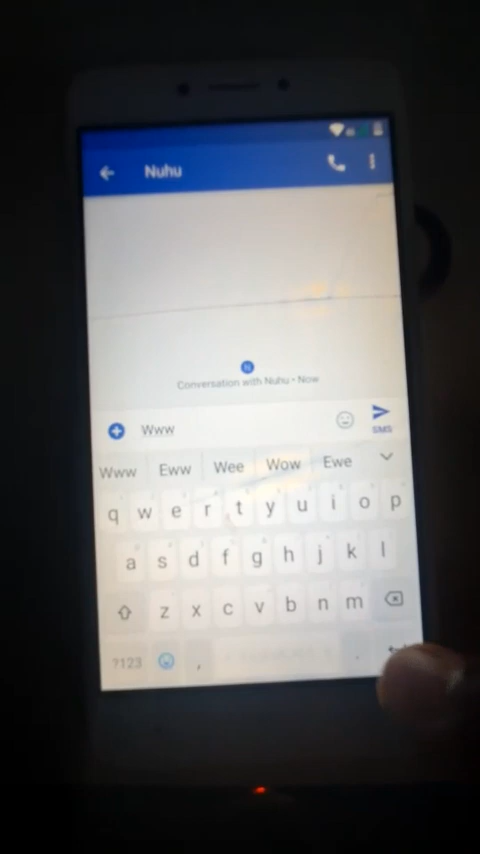 Nuhu
N
Conversation with Nuhu • Now
Www
SMS
Www Eww Wee Wow Ewe
q w e r t y u i o p
a s d f g h j k l
z x c v b n m
?123 , .